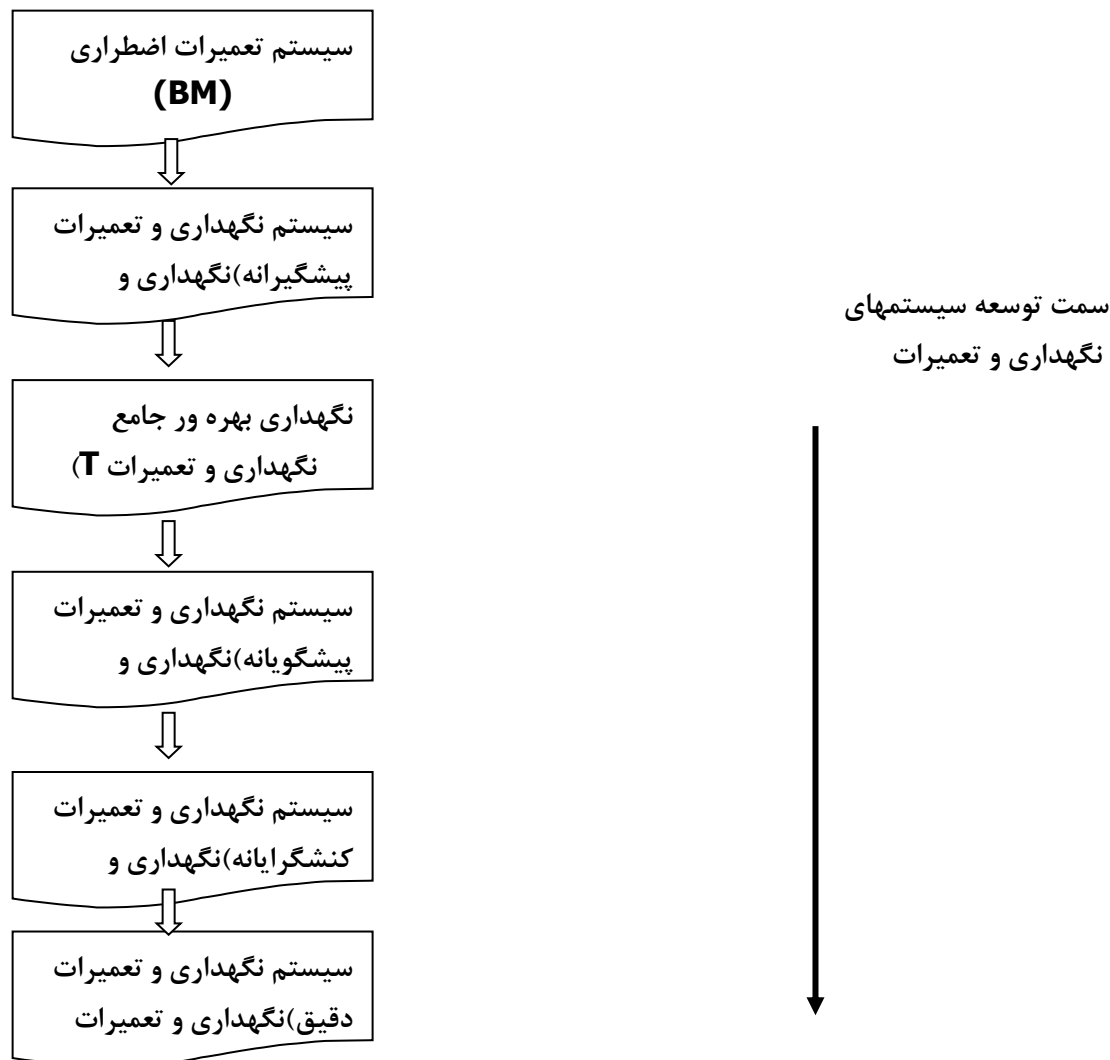 سیستم تعمیرات اضطراری
(BM)
سیستم نگهداری و تعمیرات
پیشگیرانه(نگهداری و
نگهداری بهره ور جامع
نگهداری و تعمیرات T)
سیستم نگهداری و تعمیرات
پیشگویانه(نگهداری و
سیستم نگهداری و تعمیرات
کنشگرایانه(نگهداری و
سیستم نگهداری و تعمیرات
دقیق(نگهداری و تعمیرات
سمت توسعه سیستمهای
نگهداری و تعمیرات